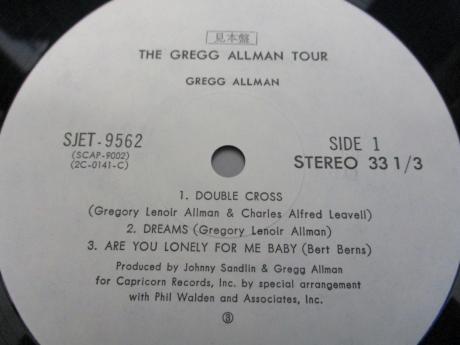 見本盤
THE GREGG ALLMAN TOUR
GREGG ALLMAN
SJET-9562
(SCAP-9002)
(2C-0141-C)
SIDE 1
STEREO 33 1/3
1. DOUBLE CROSS
(Gregory Lenoir Allman & Charles Alfred Leavell)
2. DREAMS (Gregory Lenoir Allman)
3. ARE YOU LONELY FOR ME BABY (Bert Berns)
Produced by Johnny Sandlin & Gregg Allman
for Capricorn Records, Inc. by special arrangement
with Phil Walden and Associates, Inc.
③